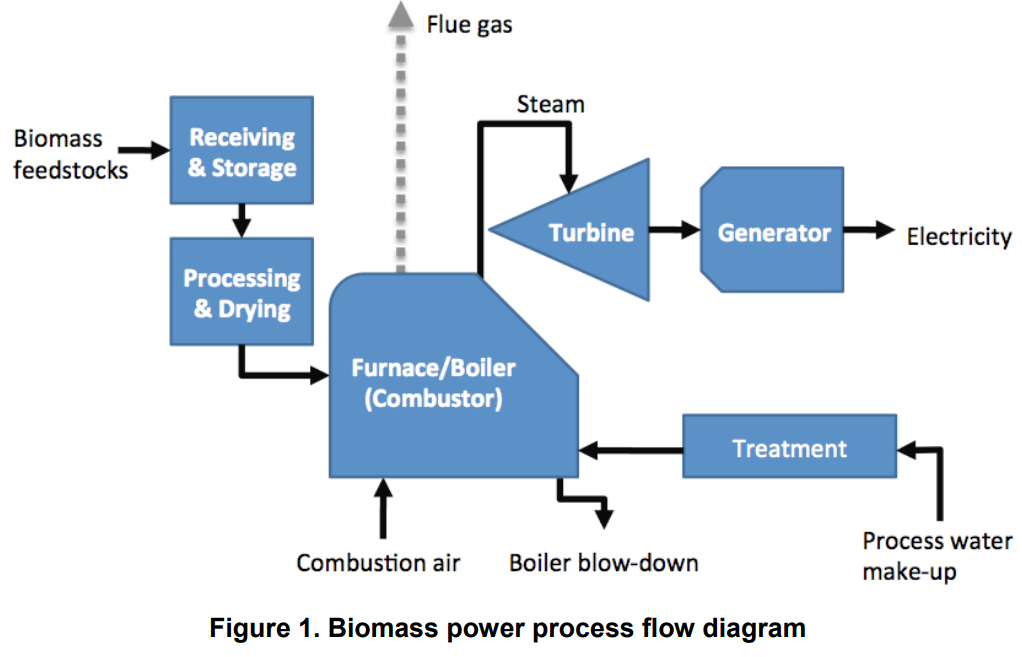 Flue gas
Steam
Biomass
feedstocks
Receiving
& Storage
Turbine
Generator
Electricity
Processing
& Drying
Furnace/Boiler
(Combustor)
Treatment
Combustion air
Boiler blow-down
Process water
make-up
Figure 1. Biomass power process flow diagram